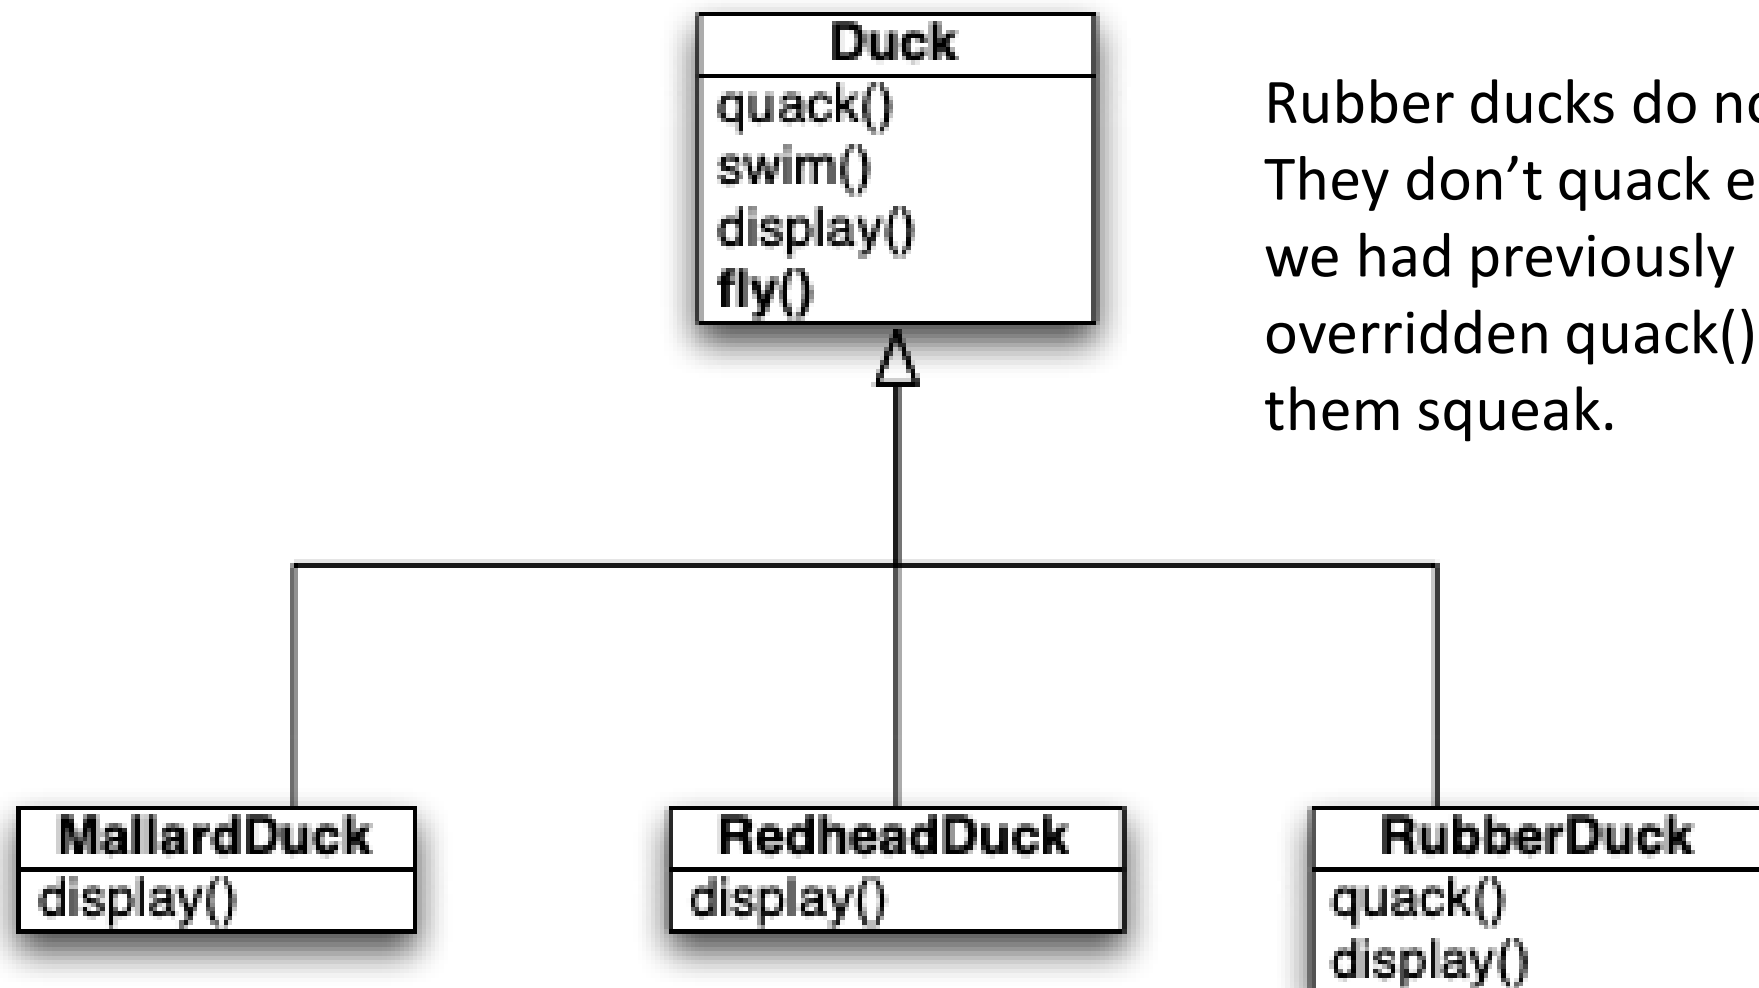 Duck
quack()
swim()
display()
fly()
Rubber ducks do
They don’t quack
we had previously
overridden quack()
them squeak.
MallardDuck
display()
RedheadDuck
display()
RubberDuck
quack()
display()